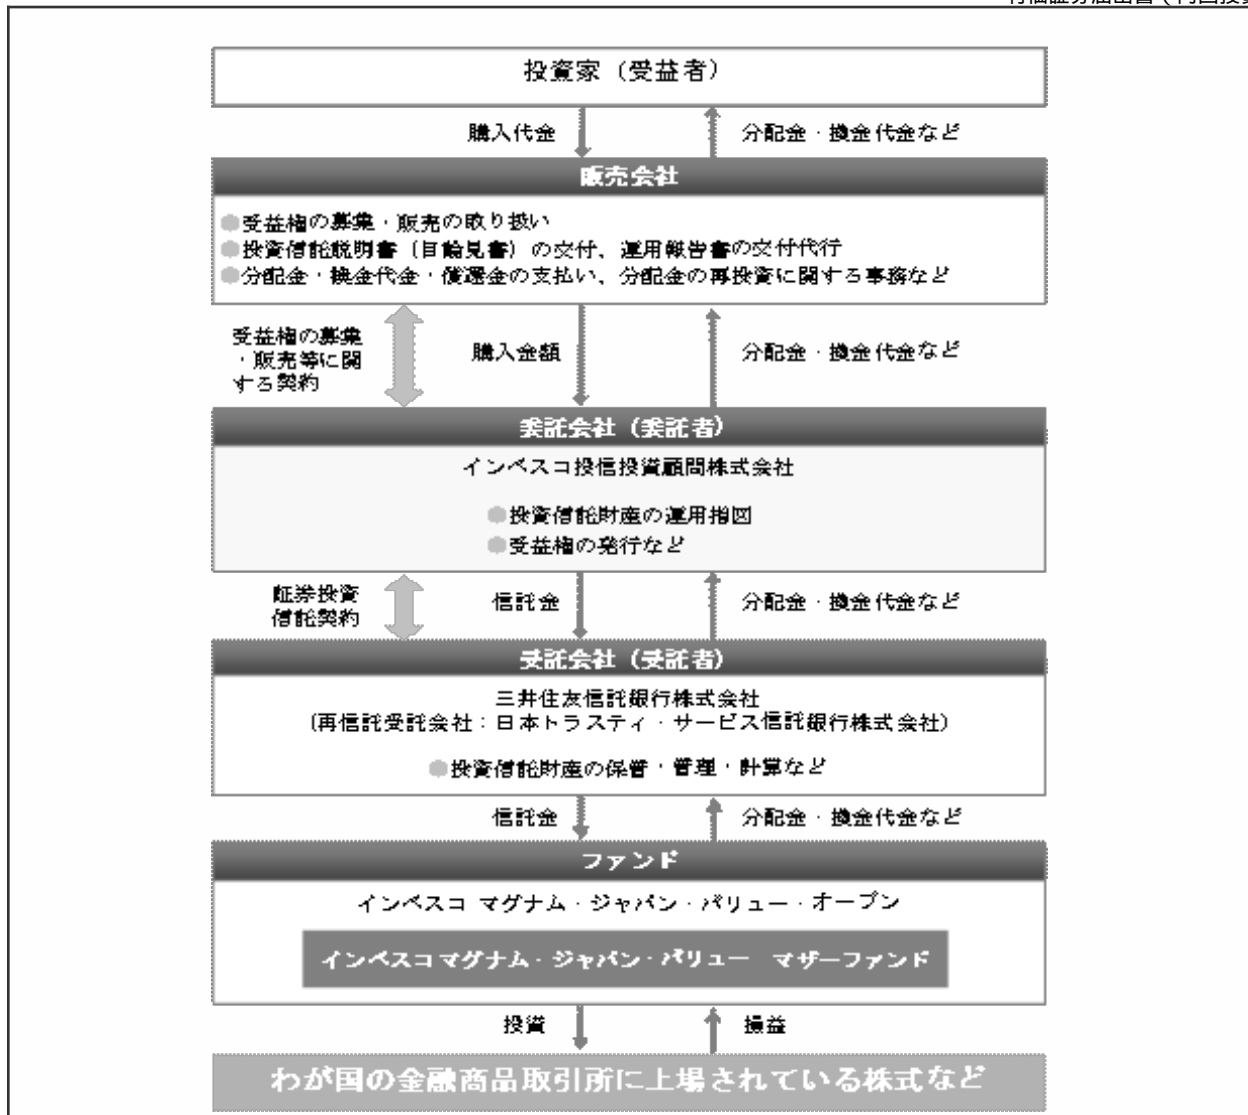 投資家（受益者）
購入代金
分配金・換金代金など
販売会社
受益権の募集・販売の取り扱い
投資信託説明書（目論見書）の交付、運用報告書の交付代行
分配金・換金代金・償還金の支払い、分配金の再投資に関する事務など
受益権の募集
・販売等に関
する契約
購入金額
分配金・換金代金など
委託会社（委託者）
インベスコ投信投資顧問株式会社
投資信託財産の運用指図
受益権の発行など
証券投資
信託契約
信託金
分配金・換金代金など
受託会社（受託者）
三井住友信託銀行株式会社
（再信託受託会社：日本トラスティ・サービス信託銀行株式会社）
投資信託財産の保管・管理・計算など
信託金
分配金・換金代金など
ファンド
インベスコ マグナム・ジャパン・バリュー・オープン
インベスコ マグナム・ジャパン・バリュー マザーファンド
投資
損益
わが国の金融商品取引所に上場されている株式など